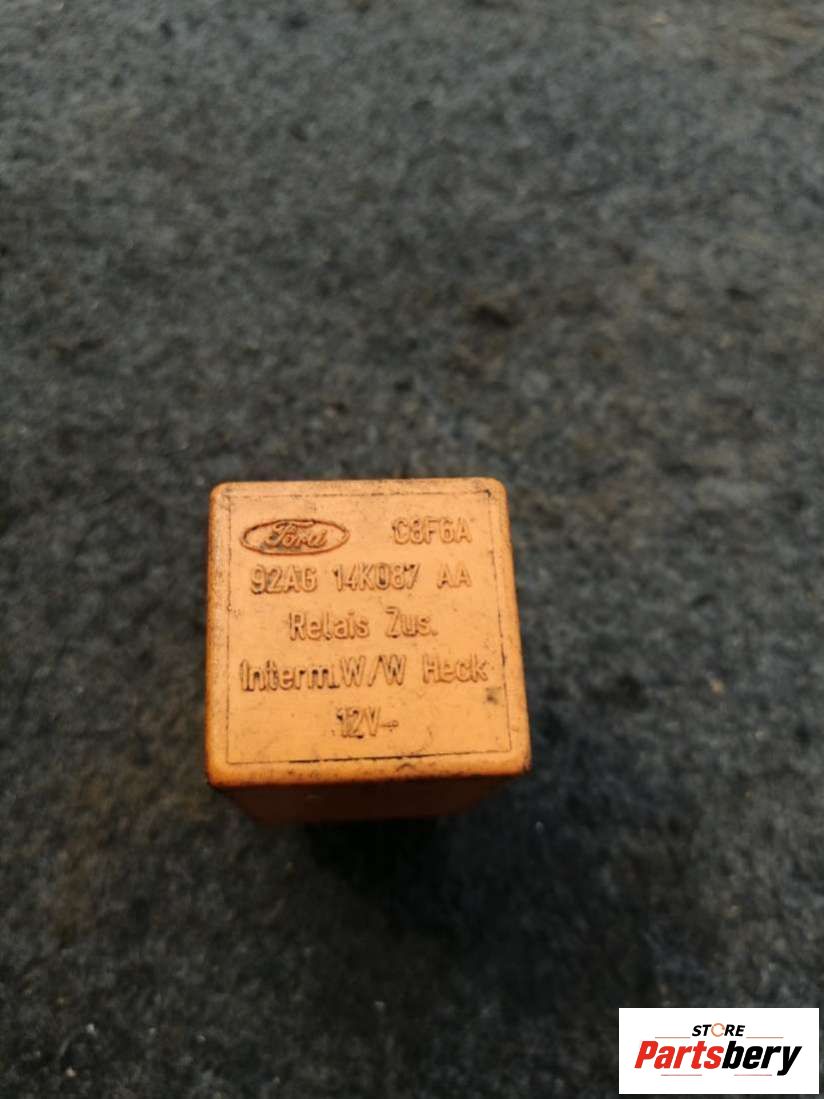 Ford C8F6A
92AG 14K087 AA
Relais Zus.
Interm.W/W Heck
12V-
STORE
Partsbery